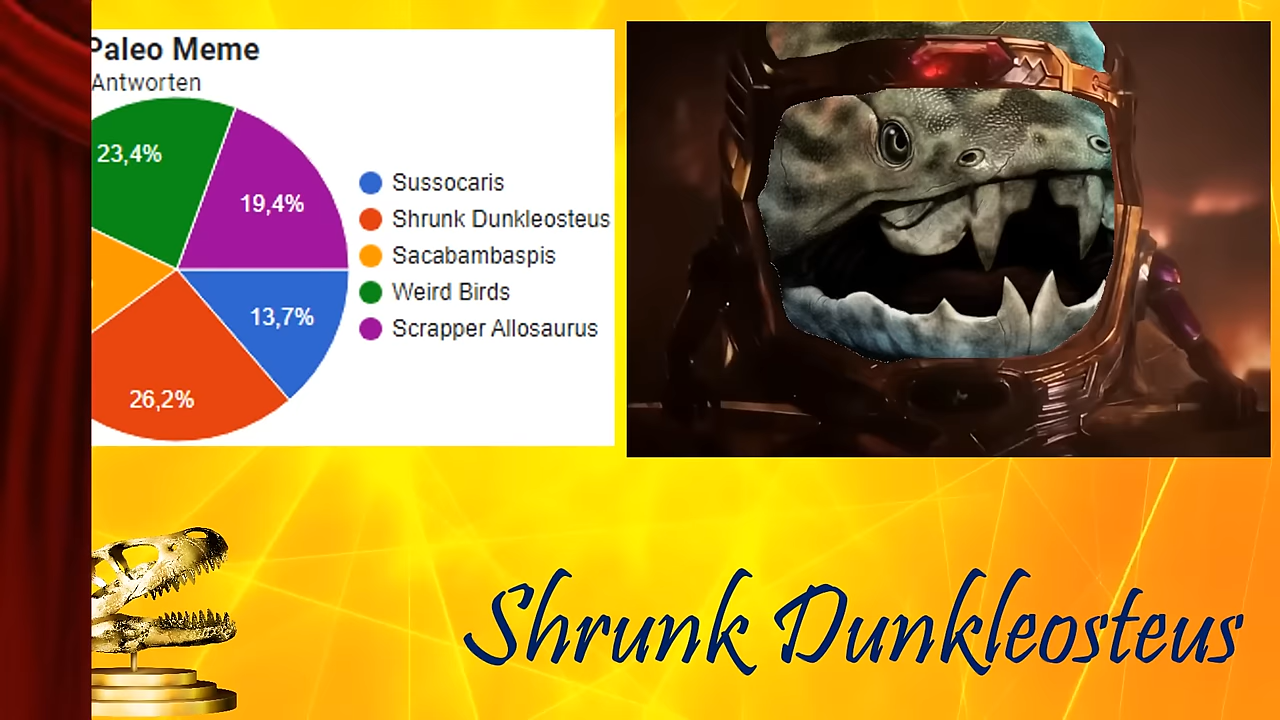 Paleo Meme
Antworten
23,4%
19,4%
13,7%
26,2%
Sussocaris
Shrunk Dunkleosteus
Sacabambaspis
Weird Birds
Scrapper Allosaurus
Shrunk Dunkleosteus